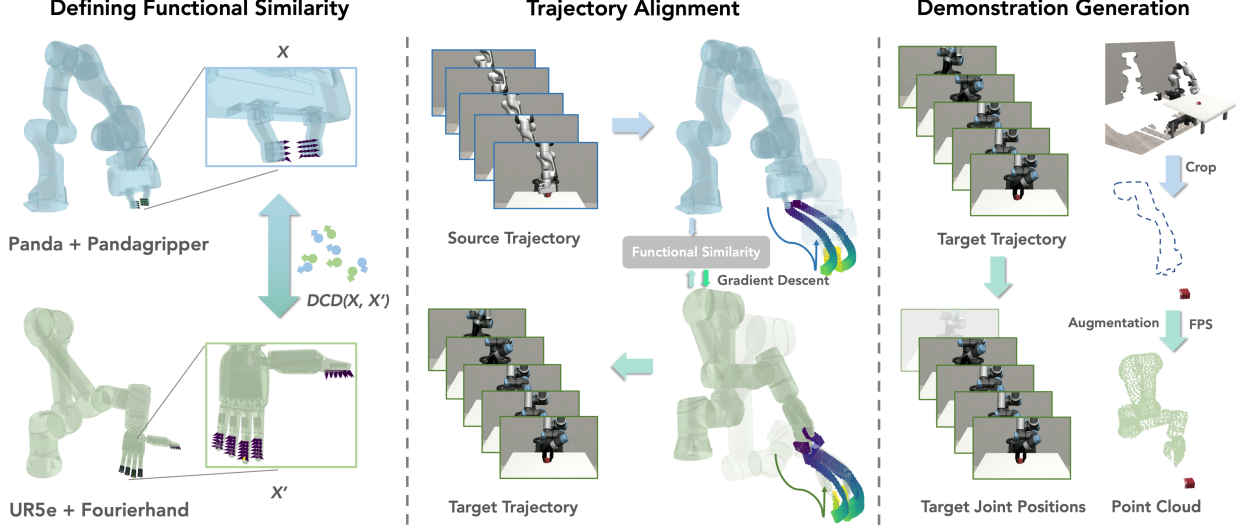 Defining Functional Similarity
X
Panda + Pandagripper
DCD(X, X’)
X’
UR5e + Fourierhand
Trajectory Alignment
Source Trajectory
Functional Similarity
Gradient Descent
Target Trajectory
Demonstration Generation
Target Trajectory
Crop
Augmentation
FPS
Target Joint Positions
Point Cloud